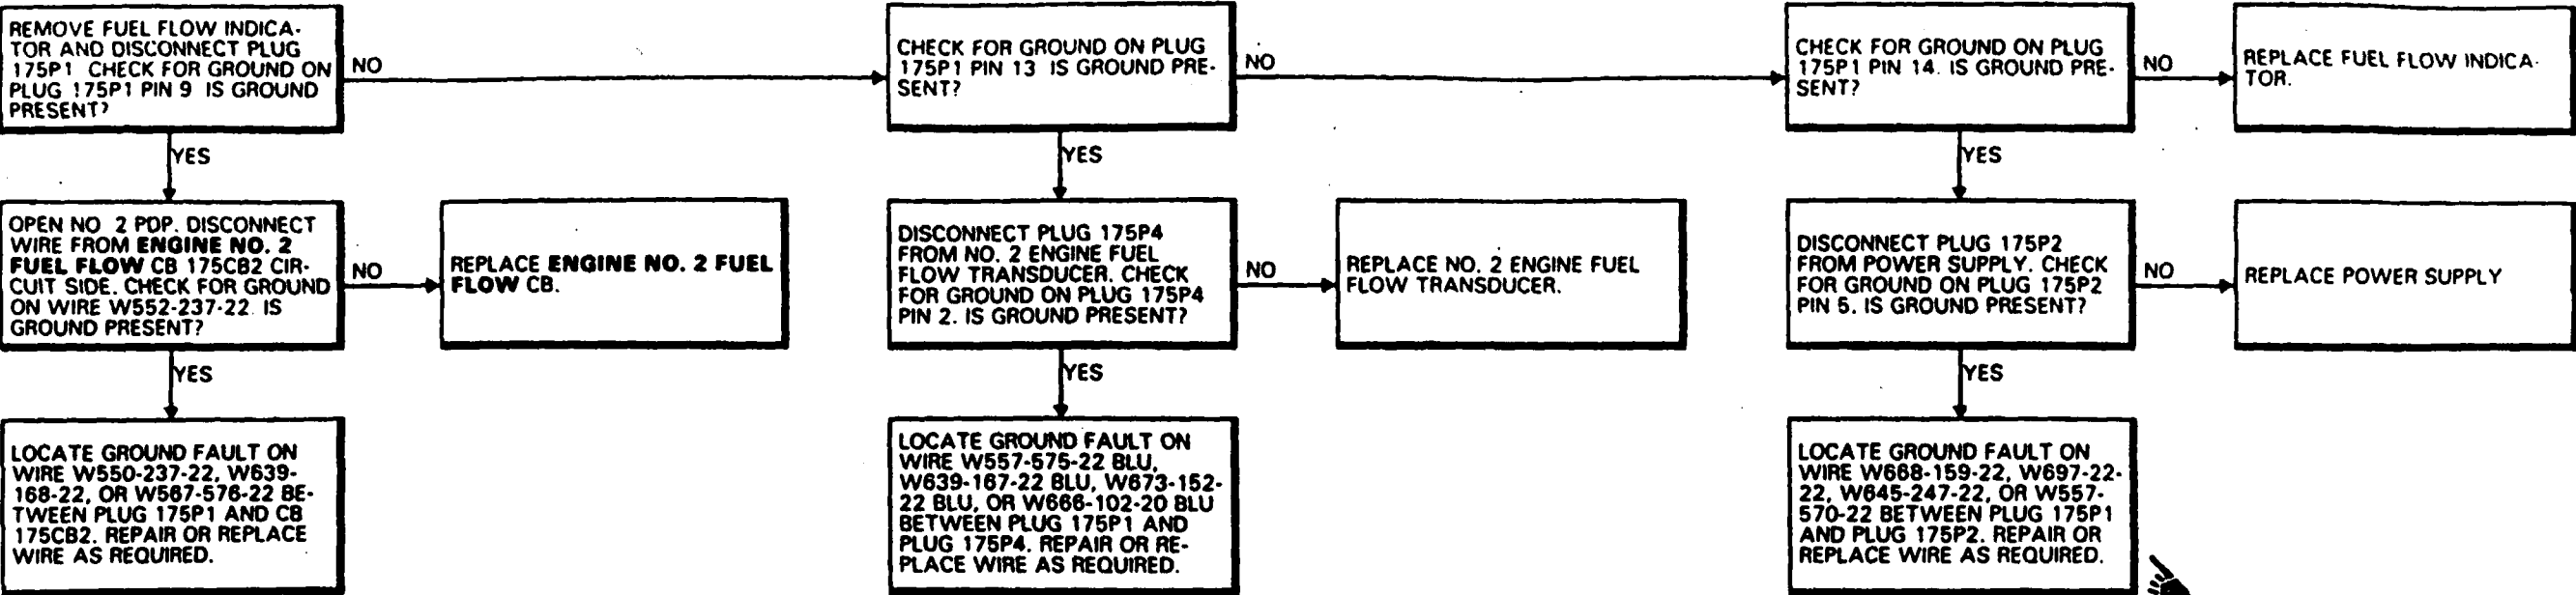 REMOVE FUEL FLOW INDICA-
TOR AND DISCONNECT PLUG
175P1 CHECK FOR GROUND ON
PLUG 175P1 PIN 9 IS GROUND
PRESENT?
NO
CHECK FOR GROUND ON PLUG
175P1 PIN 13 IS GROUND PRE-
SENT?
NO
CHECK FOR GROUND ON PLUG
175P1 PIN 14. IS GROUND PRE-
SENT?
NO
REPLACE FUEL FLOW INDICA-
TOR.
YES
YES
YES
OPEN NO 2 PDP. DISCONNECT
WIRE FROM ENGINE NO. 2
FUEL FLOW CB 175CB2 CIR-
CUIT SIDE. CHECK FOR GROUND
ON WIRE W552-237-22. IS
GROUND PRESENT?
NO
REPLACE ENGINE NO. 2 FUEL
FLOW CB.
DISCONNECT PLUG 175P4
FROM NO. 2 ENGINE FUEL
FLOW TRANSDUCER. CHECK
FOR GROUND ON PLUG 175P4
PIN 2. IS GROUND PRESENT?
NO
REPLACE NO. 2 ENGINE FUEL
FLOW TRANSDUCER.
DISCONNECT PLUG 175P2
FROM POWER SUPPLY. CHECK
FOR GROUND ON PLUG 175P2
PIN 5. IS GROUND PRESENT?
NO
REPLACE POWER SUPPLY
YES
YES
YES
LOCATE GROUND FAULT ON
WIRE W550-237-22, W639-
168-22, OR W567-576-22 BE-
TWEEN PLUG 175P1 AND CB
175CB2. REPAIR OR REPLACE
WIRE AS REQUIRED.
LOCATE GROUND FAULT ON
WIRE W557-575-22 BLU,
W639-167-22 BLU, W673-152-
22 BLU, OR W666-102-20 BLU
BETWEEN PLUG 175P1 AND
PLUG 175P4. REPAIR OR RE-
PLACE WIRE AS REQUIRED.
LOCATE GROUND FAULT ON
WIRE W668-159-22, W697-22-
22, W645-247-22, OR W557-
570-22 BETWEEN PLUG 175P1
AND PLUG 175P2. REPAIR OR
REPLACE WIRE AS REQUIRED.